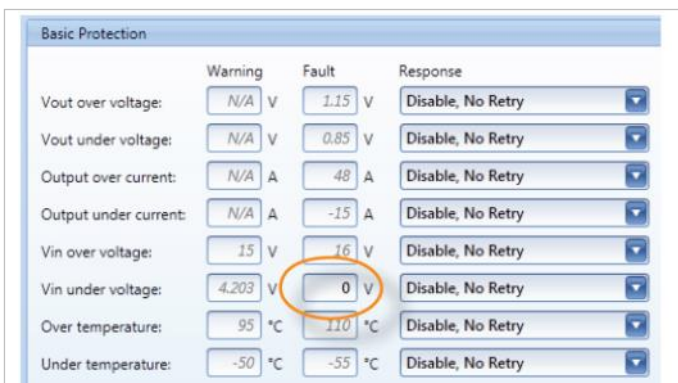 Basic Protection
Warning Fault Response
Vout over voltage: N/A V 1.15 V Disable, No Retry
Vout under voltage: N/A V 0.85 V Disable, No Retry
Output over current: N/A A 48 A Disable, No Retry
Output under current: N/A A -15 A Disable, No Retry
Vin over voltage: 15 V 16 V Disable, No Retry
Vin under voltage: 4.203 V 0 V Disable, No Retry
Over temperature: 95 °C 110 °C Disable, No Retry
Under temperature: -50 °C -55 °C Disable, No Retry